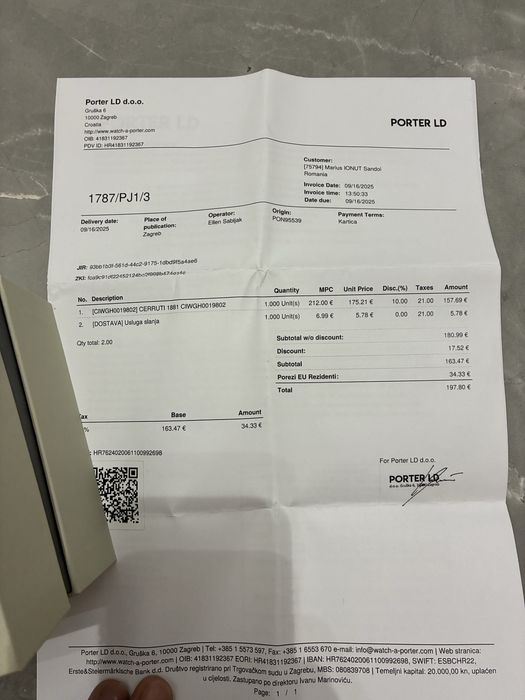 Porter LD d.o.o.
Gruška 6
10000 Zagreb
Croatia
http://www.watch-a-porter.com
OIB: 41831192367
PDV ID: HR41831192367
PORTER LD
Customer:
[75794] Marius IONUT Sandoi
Romania
Invoice Date: 09/16/2025
Invoice time: 13:50:33
Date due: 09/16/2025
1787/PJ1/3
Delivery date: 09/16/2025
Place of publication: Zagreb
Operator: Ellen Sabljak
Origin: PON95539
Payment Terms: Kartica
JIR:
ZKI:
No. Description Quantity MPC Unit Price Disc.(%) Taxes Amount
1. [CIWGH0019802] CERRUTI 1881 CIWGH0019802 1.000 Unit(s) 212.00 € 175.21 € 10.00 21.00 157.69 €
2. [DOSTAVA] Usluga slanja 1.000 Unit(s) 6.99 € 5.78 € 0.00 21.00 5.78 €
Qty total: 2.00
Subtotal w/o discount: 180.99 €
Discount: 17.52 €
Subtotal 163.47 €
Porezi EU Rezidenti: 34.33 €
Total 197.80 €
ax Base Amount
% 163.47 € 34.33 €
: HR7624020061100992698
For Porter LD d.o.o.
PORTER LD
d.o.o. Gruška 6, Zagreb
Porter LD d.o.o., Gruška 6, 10000 Zagreb | Tel: +385 1 5573 597, Fax: +385 1 6553 670 e-mail: info@watch-a-porter.com | Web stranica:
http://www.watch-a-porter.com | OIB: 41831192367 EORI: HR41831192367 | IBAN: HR7624020061100992698, SWIFT: ESBCHR22,
Erste&Steiermärkische Bank d.d. Društvo registrirano pri Trgovačkom sudu u Zagrebu, MBS: 080839708 | Temeljni kapital: 20.000,00 kn, uplaćen
u cijelosti. Zastupano po direktoru Ivanu Marinoviću.
Page: 1 / 1